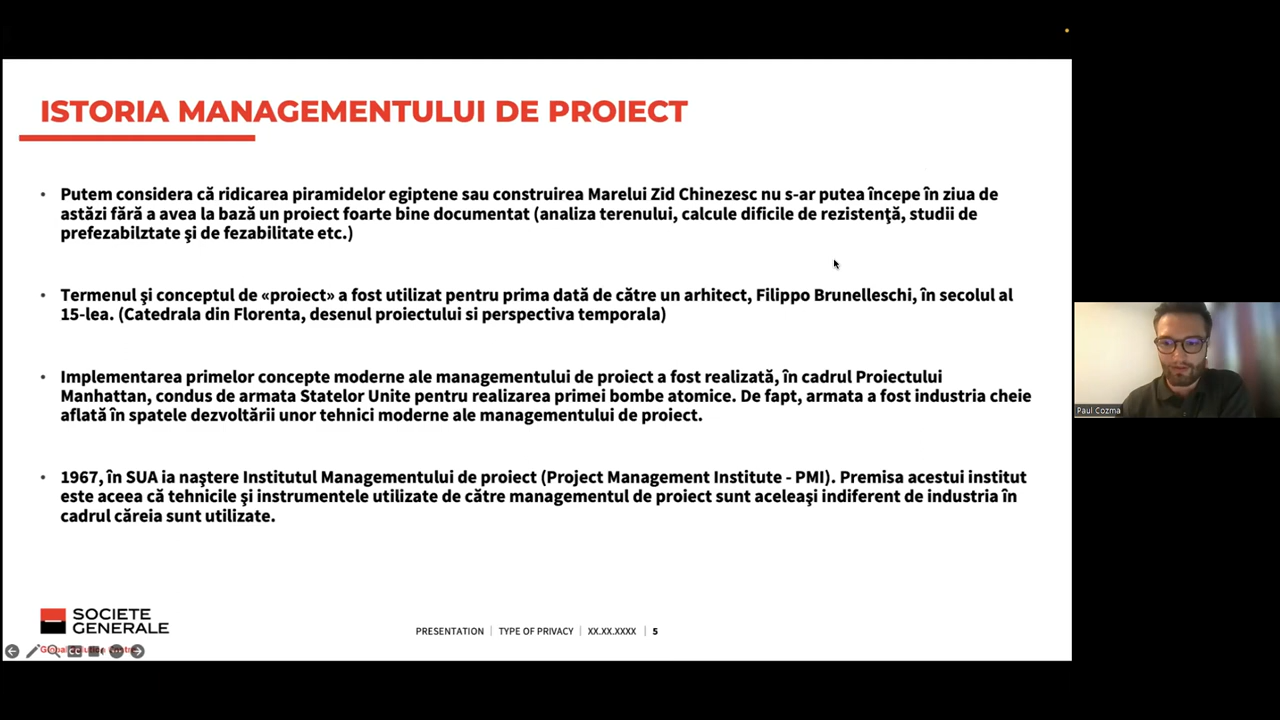 ISTORIA MANAGEMENTULUI DE PROIECT
• Putem considera că ridicarea piramidelor egiptene sau construirea Marelui Zid Chinezesc nu s-ar putea începe în ziua de
astăzi fără a avea la bază un proiect foarte bine documentat (analiza terenului, calcule dificile de rezistenţă, studii de
prefezabilztate şi de fezabilitate etc.)
• Termenul şi conceptul de «proiect» a fost utilizat pentru prima dată de către un arhitect, Filippo Brunelleschi, în secolul al
15-lea. (Catedrala din Florenta, desenul proiectului si perspectiva temporala)
• Implementarea primelor concepte moderne ale managementului de proiect a fost realizată, în cadrul Proiectului
Manhattan, condus de armata Statelor Unite pentru realizarea primei bombe atomice. De fapt, armata a fost industria cheie
aflată în spatele dezvoltării unor tehnici moderne ale managementului de proiect.
• 1967, în SUA ia naştere Institutul Managementului de proiect (Project Management Institute - PMI). Premisa acestui institut
este aceea că tehnicile şi instrumentele utilizate de către managementul de proiect sunt aceleaşi indiferent de industria în
cadrul căreia sunt utilizate.
SOCIETE
GENERALE
PRESENTATION | TYPE OF PRIVACY | XX.XX.XXXX | 5
Paul Cozma